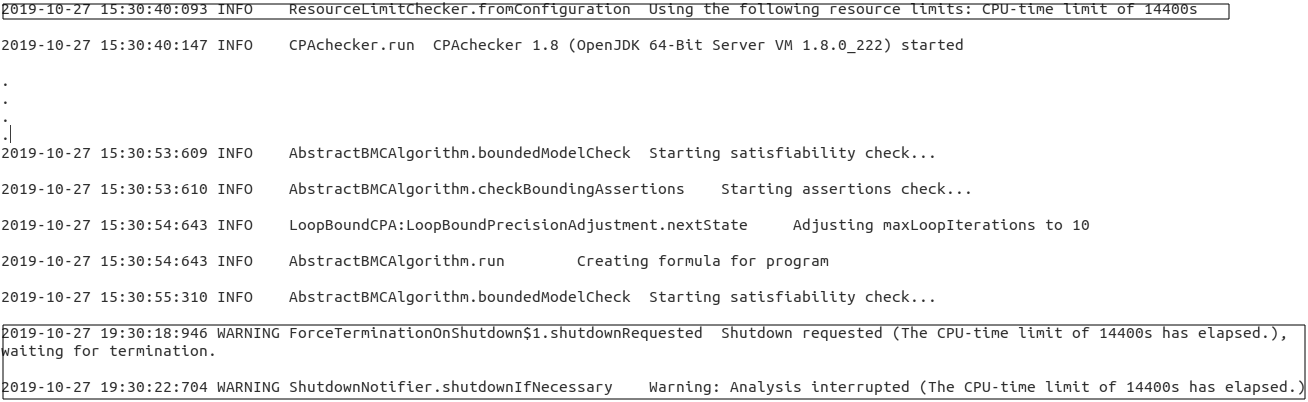 2019-10-27 15:30:40:093 INFO    ResourceLimitChecker.fromConfiguration  Using the following resource limits: CPU-time limit of 14400s
2019-10-27 15:30:40:147 INFO    CPAchecker.run  CPAchecker 1.8 (OpenJDK 64-Bit Server VM 1.8.0_222) started
.
.
.
.
2019-10-27 15:30:53:609 INFO    AbstractBMCAlgorithm.boundedModelCheck  Starting satisfiability check...
2019-10-27 15:30:53:610 INFO    AbstractBMCAlgorithm.checkBoundingAssertions    Starting assertions check...
2019-10-27 15:30:54:643 INFO    LoopBoundCPA:LoopBoundPrecisionAdjustment.nextState     Adjusting maxLoopIterations to 10
2019-10-27 15:30:54:643 INFO    AbstractBMCAlgorithm.run        Creating formula for program
2019-10-27 15:30:55:310 INFO    AbstractBMCAlgorithm.boundedModelCheck  Starting satisfiability check...
2019-10-27 19:30:18:946 WARNING ForceTerminationOnShutdown$1.shutdownRequested  Shutdown requested (The CPU-time limit of 14400s has elapsed.),
waiting for termination.
2019-10-27 19:30:22:704 WARNING ShutdownNotifier.shutdownIfNecessary    Warning: Analysis interrupted (The CPU-time limit of 14400s has elapsed.)